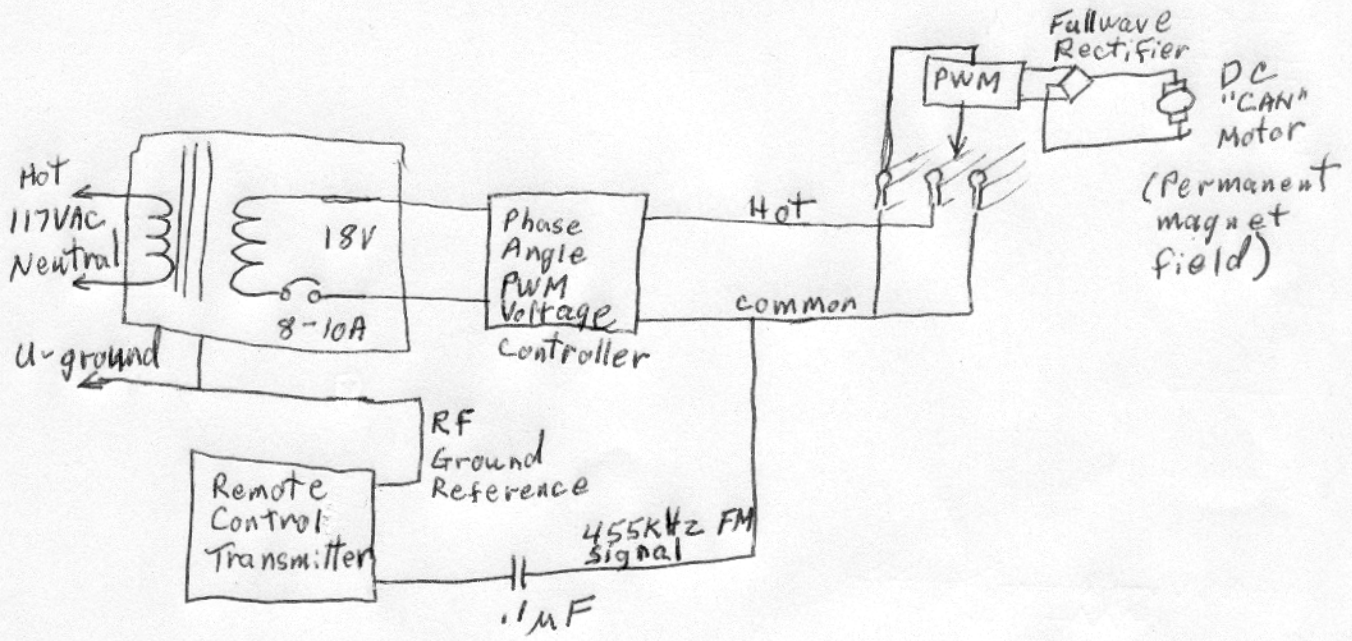 Hot
117VAC
Neutral
U-ground
18V
8-10A
Phase
Angle
PWM
Voltage
Controller
Hot
common
PWM
Fullwave
Rectifier
DC
"CAN"
Motor
(Permanent
magnet
field)
RF
Ground
Reference
Remote
Control
Transmitter
455KHz FM
signal
.1μF